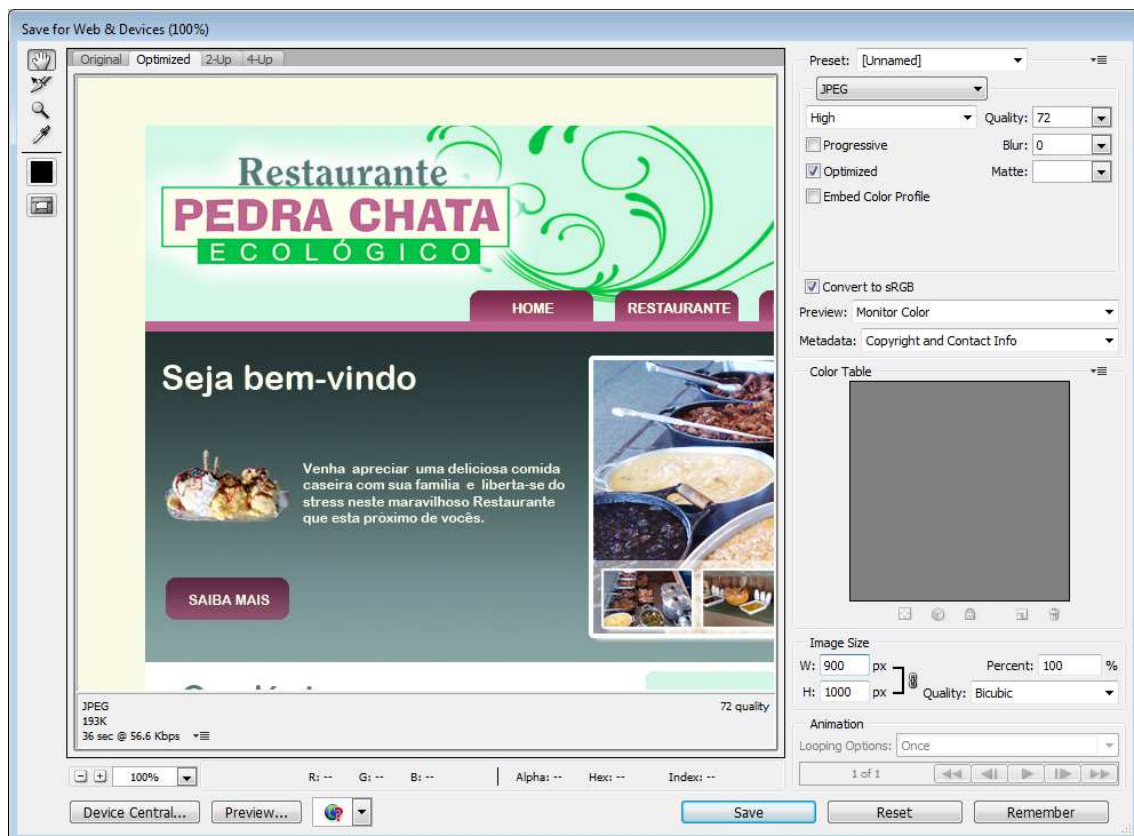 Save for Web & Devices (100%)
Original Optimized 2-Up 4-Up
Restaurante
PEDRA CHATA
ECOLÓGICO
HOME RESTAURANTE
Seja bem-vindo
Venha apreciar uma deliciosa comida
caseira com sua família e liberta-se do
stress neste maravilhoso Restaurante
que esta próximo de vocês.
SAIBA MAIS
JPEG 72 quality
193K
36 sec @ 56.6 Kbps
100% R: -- G: -- B: -- Alpha: -- Hex: -- Index: --
Device Central... Preview...
Preset: [Unnamed]
JPEG
High Quality: 72
Progressive Blur: 0
Optimized Matte:
Embed Color Profile
Convert to sRGB
Preview: Monitor Color
Metadata: Copyright and Contact Info
Color Table
Image Size
W: 900 px Percent: 100 %
H: 1000 px Quality: Bicubic
Animation
Looping Options: Once
1 of 1
Save Reset Remember